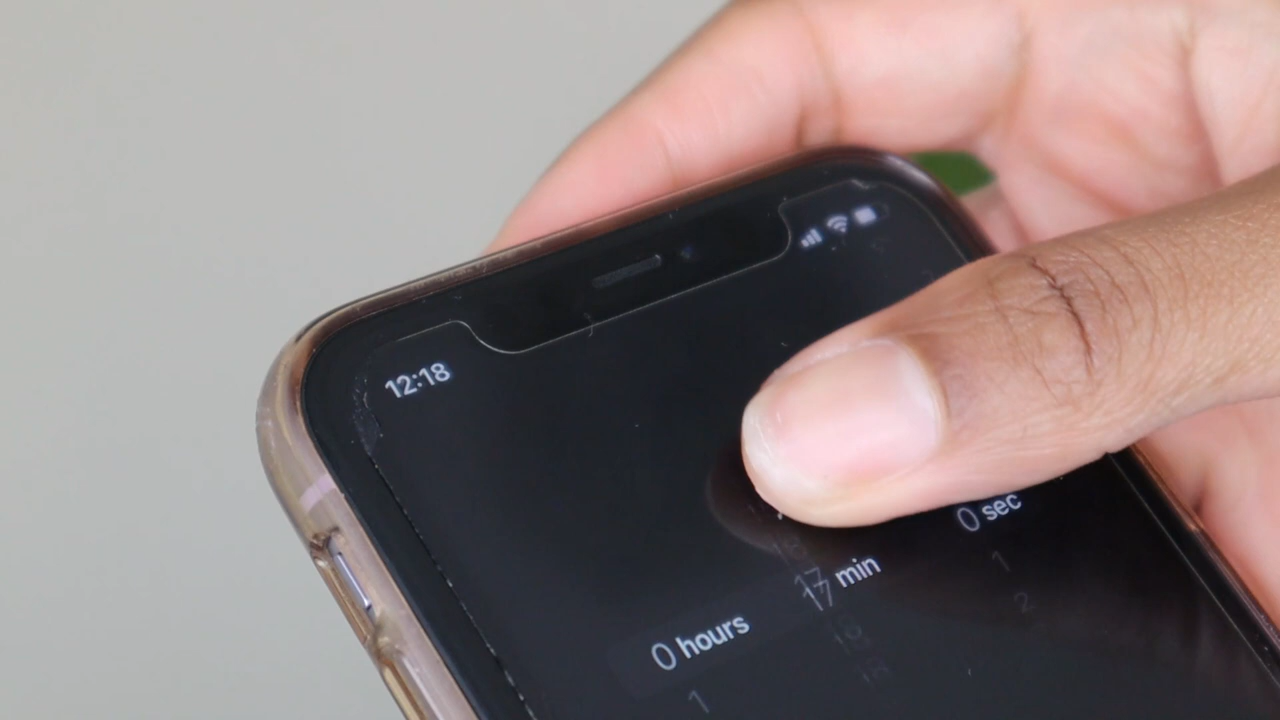 12:18
0 hours
17 min
0 sec
1
1
2